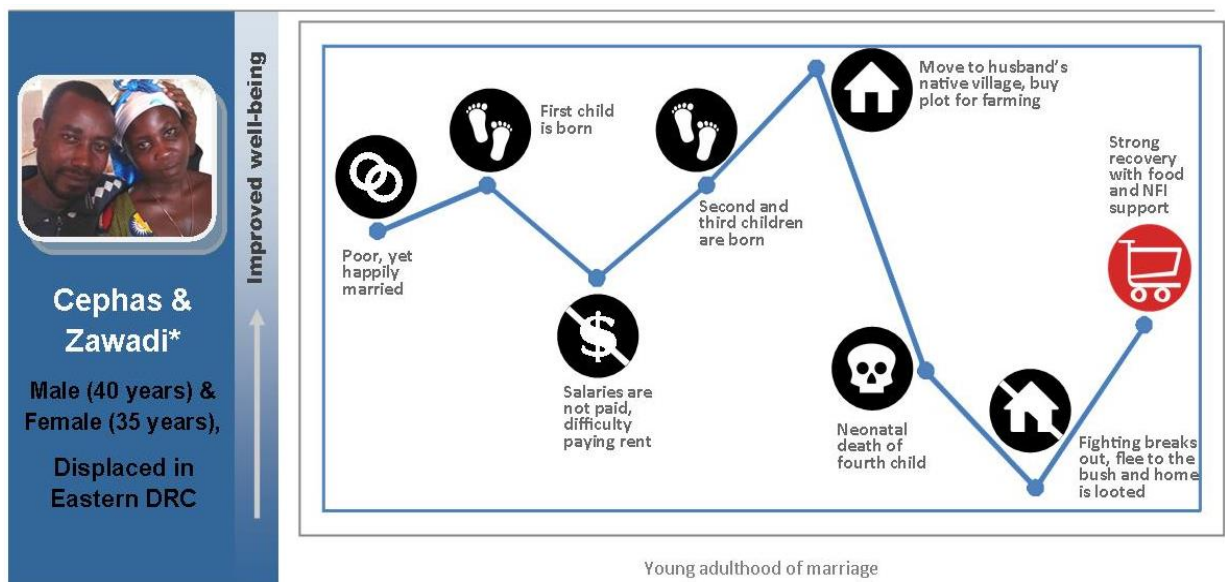 Cephas &
Zawadi*
Male (40 years) &
Female (35 years),
Displaced in
Eastern DRC
Improved well-being
Poor, yet
happily
married
First child
is born
Salaries are
not paid,
difficulty
paying rent
Second and
third children
are born
Move to husband's
native village, buy
plot for farming
Neonatal
death of
fourth child
Fighting breaks
out, flee to the
bush and home
is looted
Strong
recovery
with food
and NFI
support
Young adulthood of marriage